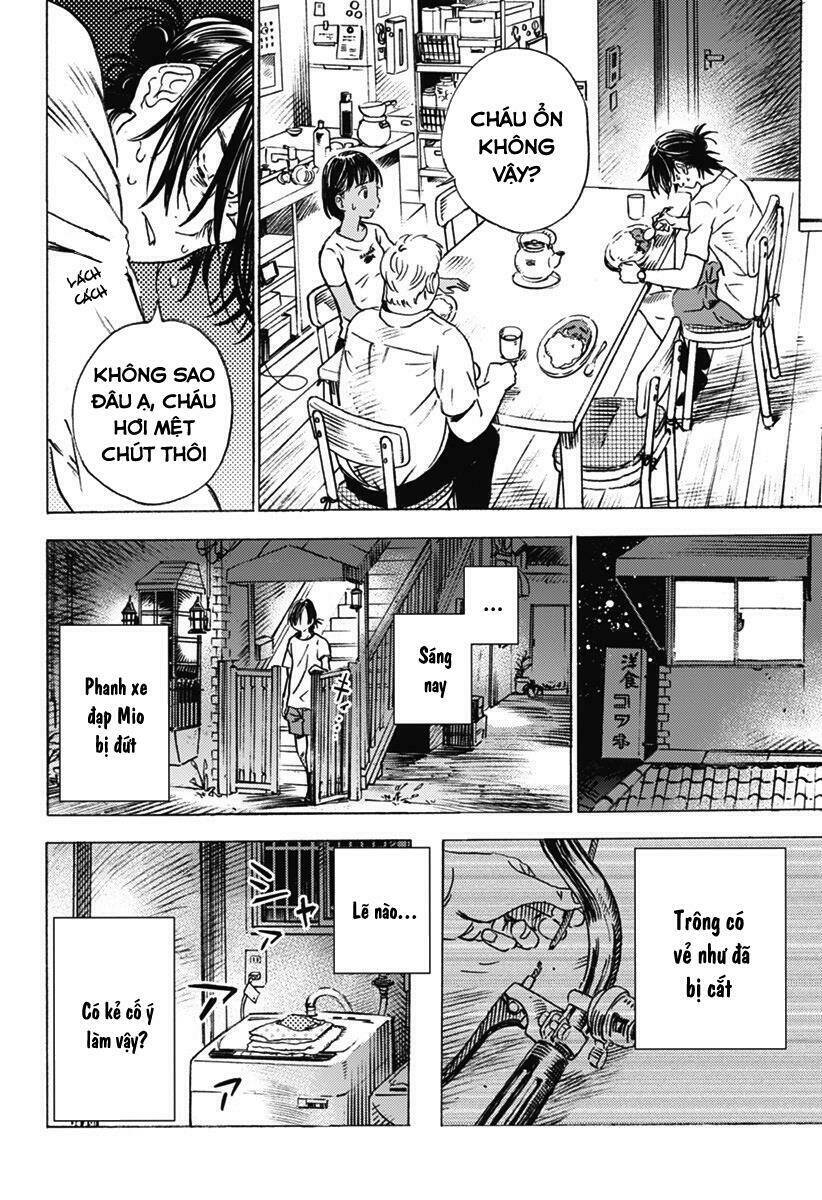 CHÁU ỔN
KHÔNG
VẬY?
LÁCH
CÁCH
KHÔNG SAO
ĐÂU Ạ, CHÁU
HƠI MỆT
CHÚT THÔI
洋食コフネ
...
Sáng
nay
Phanh xe
đạp Mio
bị đứt
Trông có
vẻ như đã
bị cắt
Lẽ nào...
Có kẻ cố ý
làm vậy?